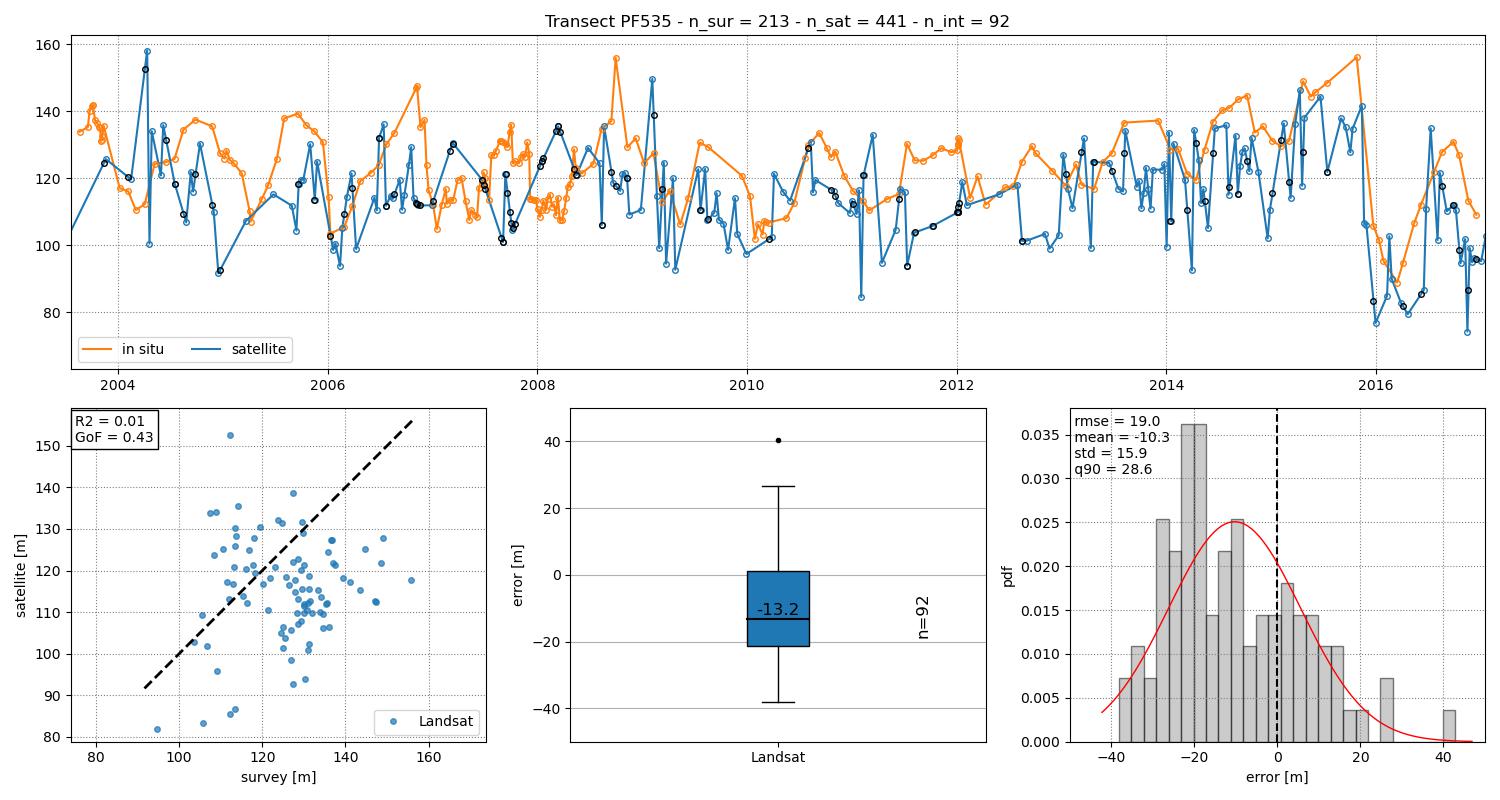 Transect PF535 - n_sur = 213 - n_sat = 441 - n_int = 92
160
140
120
100
80
in situ
satellite
2004 2006 2008 2010 2012 2014 2016
R2 = 0.01
GoF = 0.43
satellite [m]
150
140
130
120
110
100
90
80
Landsat
80 100 120 140 160
survey [m]
error [m]
40
20
0
−20
−40
-13.2
n=92
Landsat
rmse = 19.0
mean = -10.3
std = 15.9
q90 = 28.6
pdf
0.035
0.030
0.025
0.020
0.015
0.010
0.005
0.000
−40 −20 0 20 40
error [m]